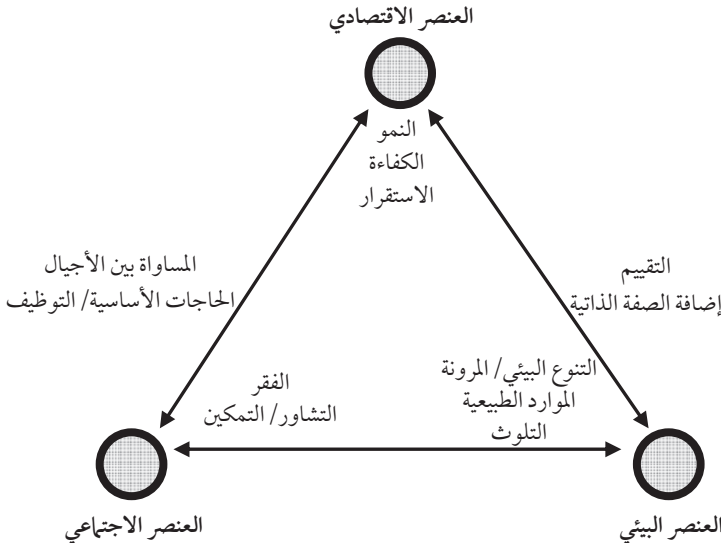 العنصر الاقتصادي
النمو
الكفاءة
الاستقرار
المساواة بين الأجيال
الحاجات الأساسية/ التوظيف
التقييم
إضافة الصفة الذاتية
التنوع البيئي/ المرونة
الموارد الطبيعية
التلوث
الفقر
التشاور/ التمكين
العنصر البيئي
العنصر الاجتماعي